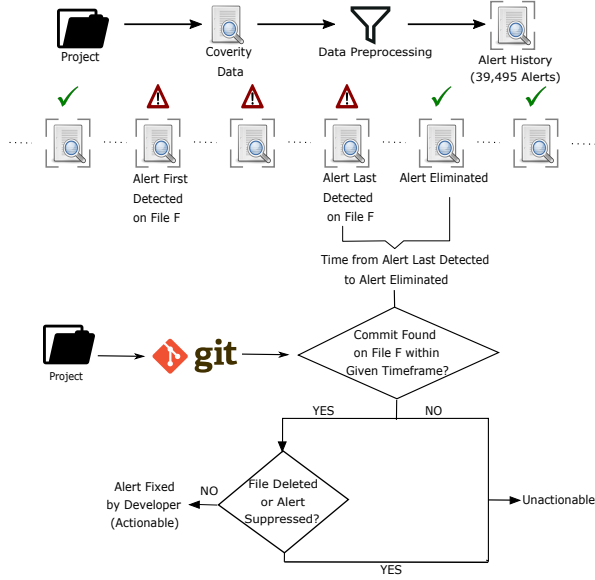 Project
Coverity
Data
Data Preprocessing
Alert History
(39,495 Alerts)
Alert First
Detected
on File F
Alert Last
Detected
on File F
Alert Eliminated
Time from Alert Last Detected
to Alert Eliminated
Project
git
Commit Found
on File F within
Given Timeframe?
YES
NO
File Deleted
or Alert
Suppressed?
NO
Alert Fixed
by Developer
(Actionable)
Unactionable
YES